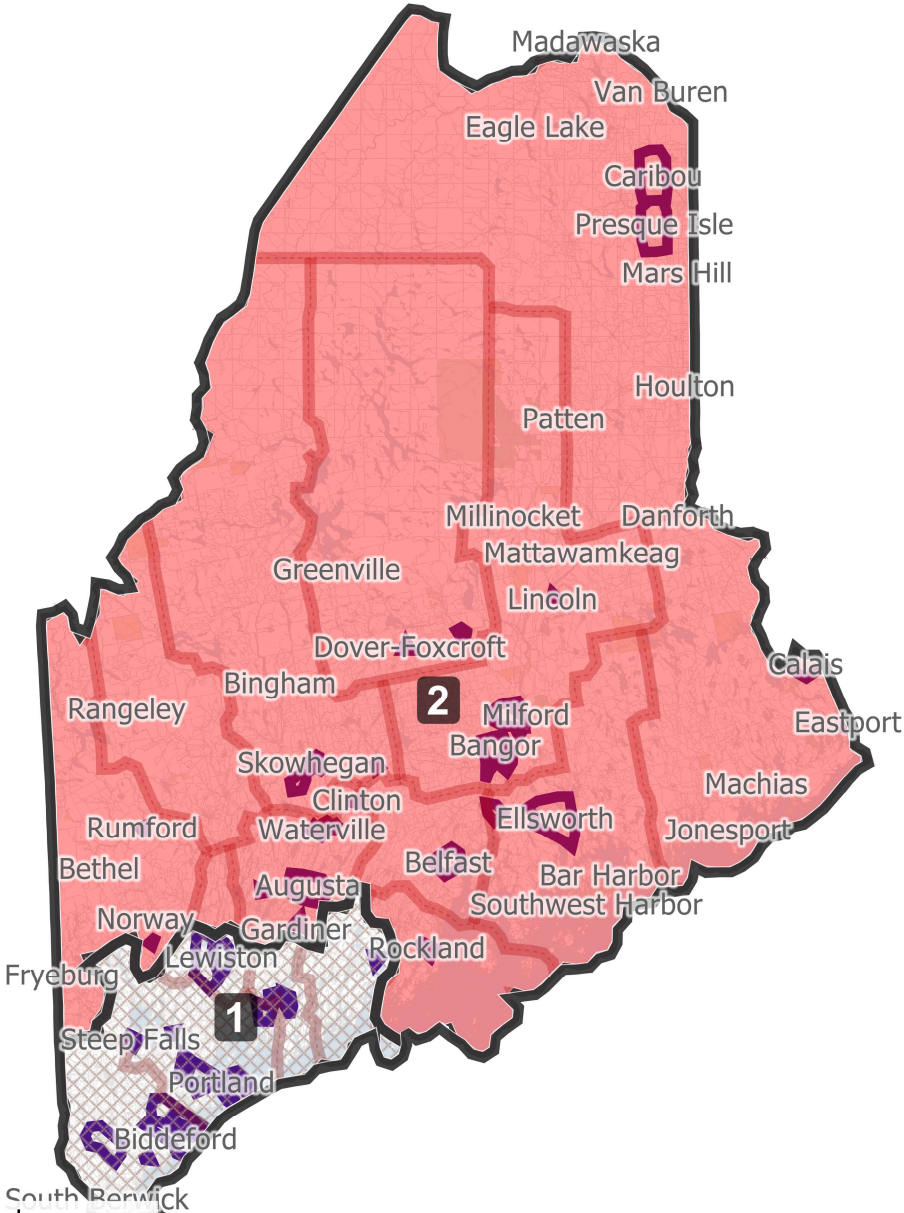 Madawaska
Van Buren
Eagle Lake
Caribou
Presque Isle
Mars Hill
Houlton
Patten
Millinocket
Danforth
Mattawamkeag
Greenville
Lincoln
Dover-Foxcroft
Calais
Bingham
2
Rangeley
Milford
Eastport
Bangor
Skowhegan
Machias
Clinton
Ellsworth
Rumford
Waterville
Jonesport
Bethel
Belfast
Bar Harbor
Augusta
Southwest Harbor
Norway
Gardiner
Rockland
Lewiston
Fryeburg
1
Steep Falls
Portland
Biddeford
South Berwick